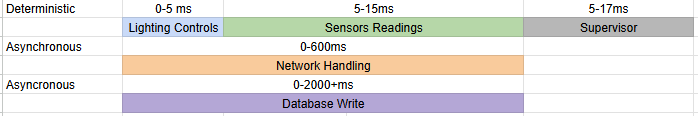 Deterministic 0-5 ms 5-15ms 5-17ms
Lighting Controls Sensors Readings Supervisor
Asynchronous 0-600ms
Network Handling
Asyncronous 0-2000+ms
Database Write